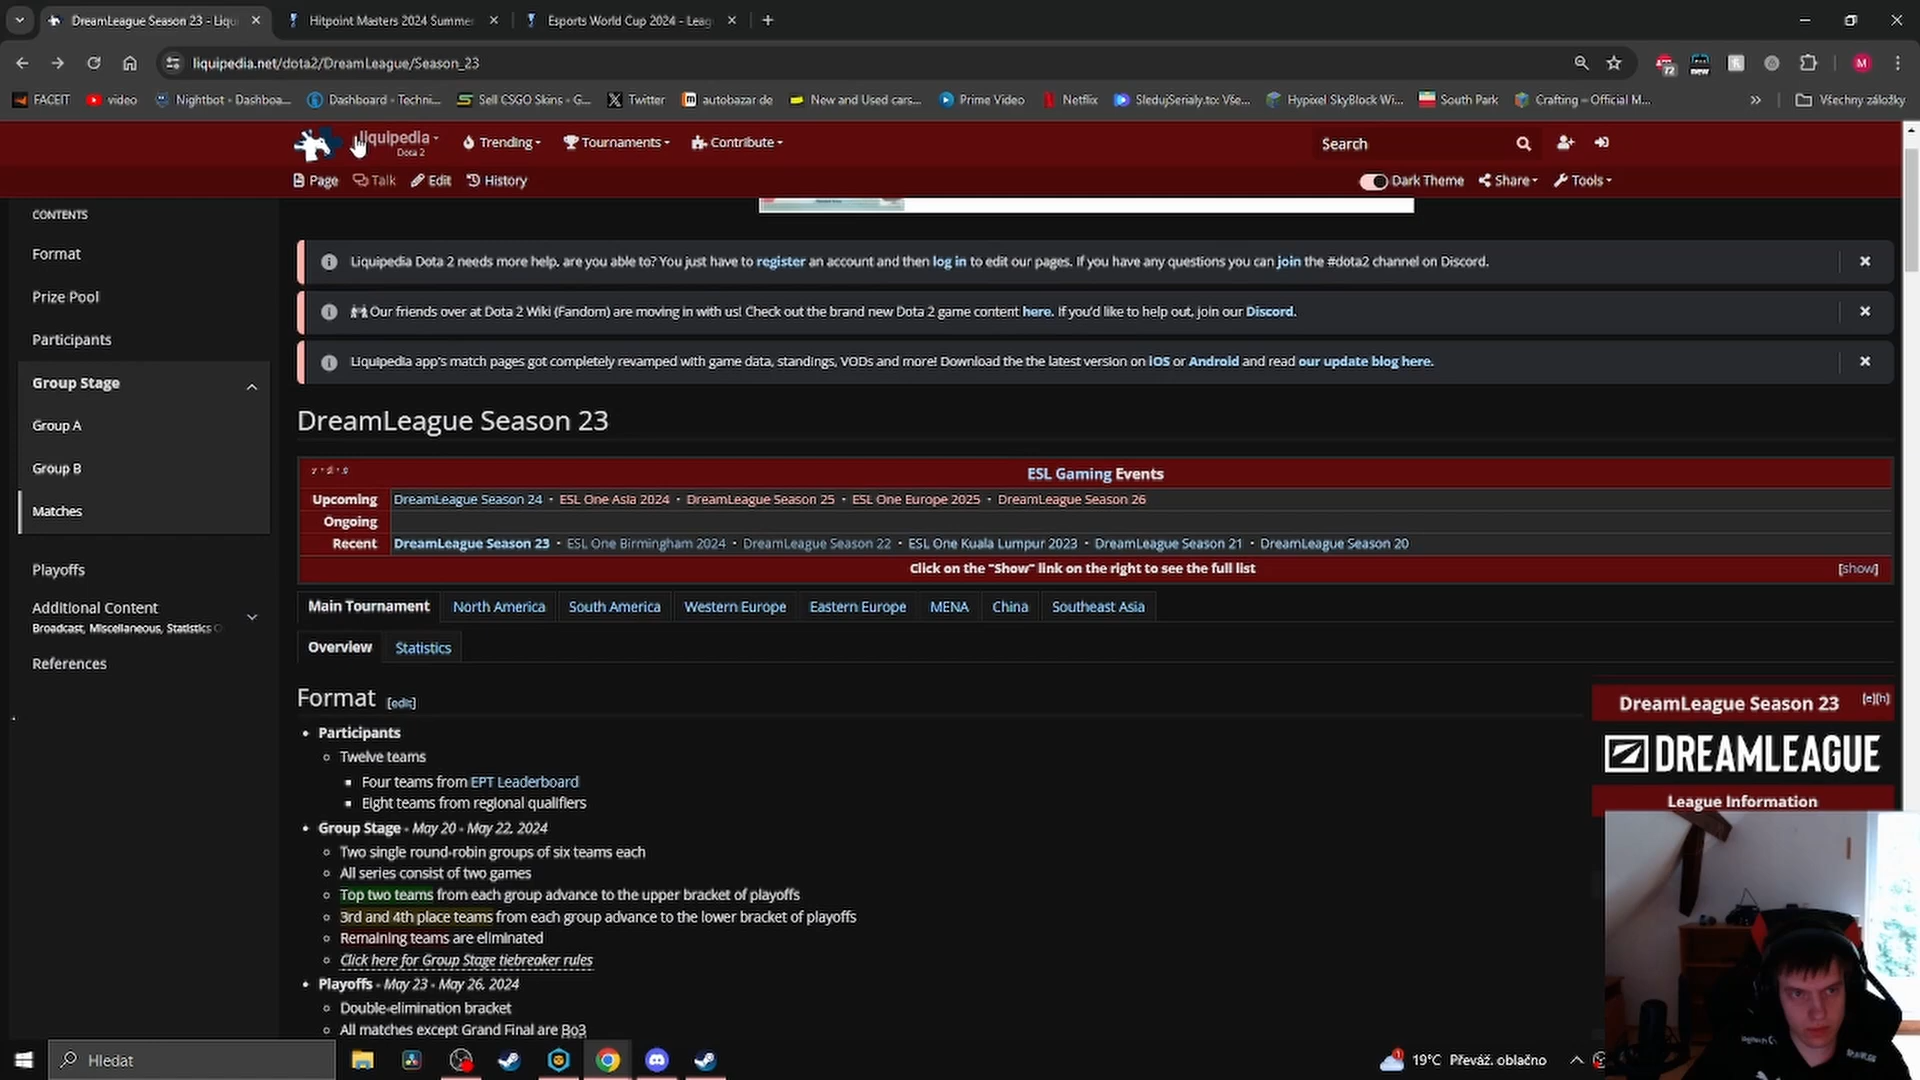 DreamLeague Season 23 - Liqui
Hitpoint Masters 2024 Summer
Esports World Cup 2024 - Leag
liquipedia.net/dota2/DreamLeague/Season_23
72
new
M
FACEIT
video
Nightbot - Dashboa...
Dashboard - Techni...
Sell CSGO Skins - G...
Twitter
autobazar de
New and Used cars...
Prime Video
Netflix
SledujSerialy.to: Vše...
Hypixel SkyBlock Wi...
South Park
Crafting – Official M...
Všechny záložky
liquipedia
Dota 2
Trending
Tournaments
Contribute
Search
Page
Talk
Edit
History
Dark Theme
Share
Tools
CONTENTS
Format
Prize Pool
Participants
Group Stage
Group A
Group B
Matches
Playoffs
Additional Content
Broadcast, Miscellaneous, Statistics
References
Liquipedia Dota 2 needs more help, are you able to? You just have to register an account and then log in to edit our pages. If you have any questions you can join the #dota2 channel on Discord.
Our friends over at Dota 2 Wiki (Fandom) are moving in with us! Check out the brand new Dota 2 game content here. If you'd like to help out, join our Discord.
Liquipedia app's match pages got completely revamped with game data, standings, VODs and more! Download the the latest version on iOS or Android and read our update blog here.
DreamLeague Season 23
ESL Gaming Events
Upcoming DreamLeague Season 24 • ESL One Asia 2024 • DreamLeague Season 25 • ESL One Europe 2025 • DreamLeague Season 26
Ongoing
Recent DreamLeague Season 23 • ESL One Birmingham 2024 • DreamLeague Season 22 • ESL One Kuala Lumpur 2023 • DreamLeague Season 21 • DreamLeague Season 20
Click on the "Show" link on the right to see the full list
[show]
Main Tournament
North America
South America
Western Europe
Eastern Europe
MENA
China
Southeast Asia
Overview
Statistics
Format [edit]
Participants
Twelve teams
Four teams from EPT Leaderboard
Eight teams from regional qualifiers
Group Stage - May 20 - May 22, 2024
Two single round-robin groups of six teams each
All series consist of two games
Top two teams from each group advance to the upper bracket of playoffs
3rd and 4th place teams from each group advance to the lower bracket of playoffs
Remaining teams are eliminated
Click here for Group Stage tiebreaker rules
Playoffs - May 23 - May 26, 2024
Double-elimination bracket
All matches except Grand Final are Bo3
DreamLeague Season 23
[e][h]
DREAMLEAGUE
League Information
Hledat
19°C Převáž. oblačno